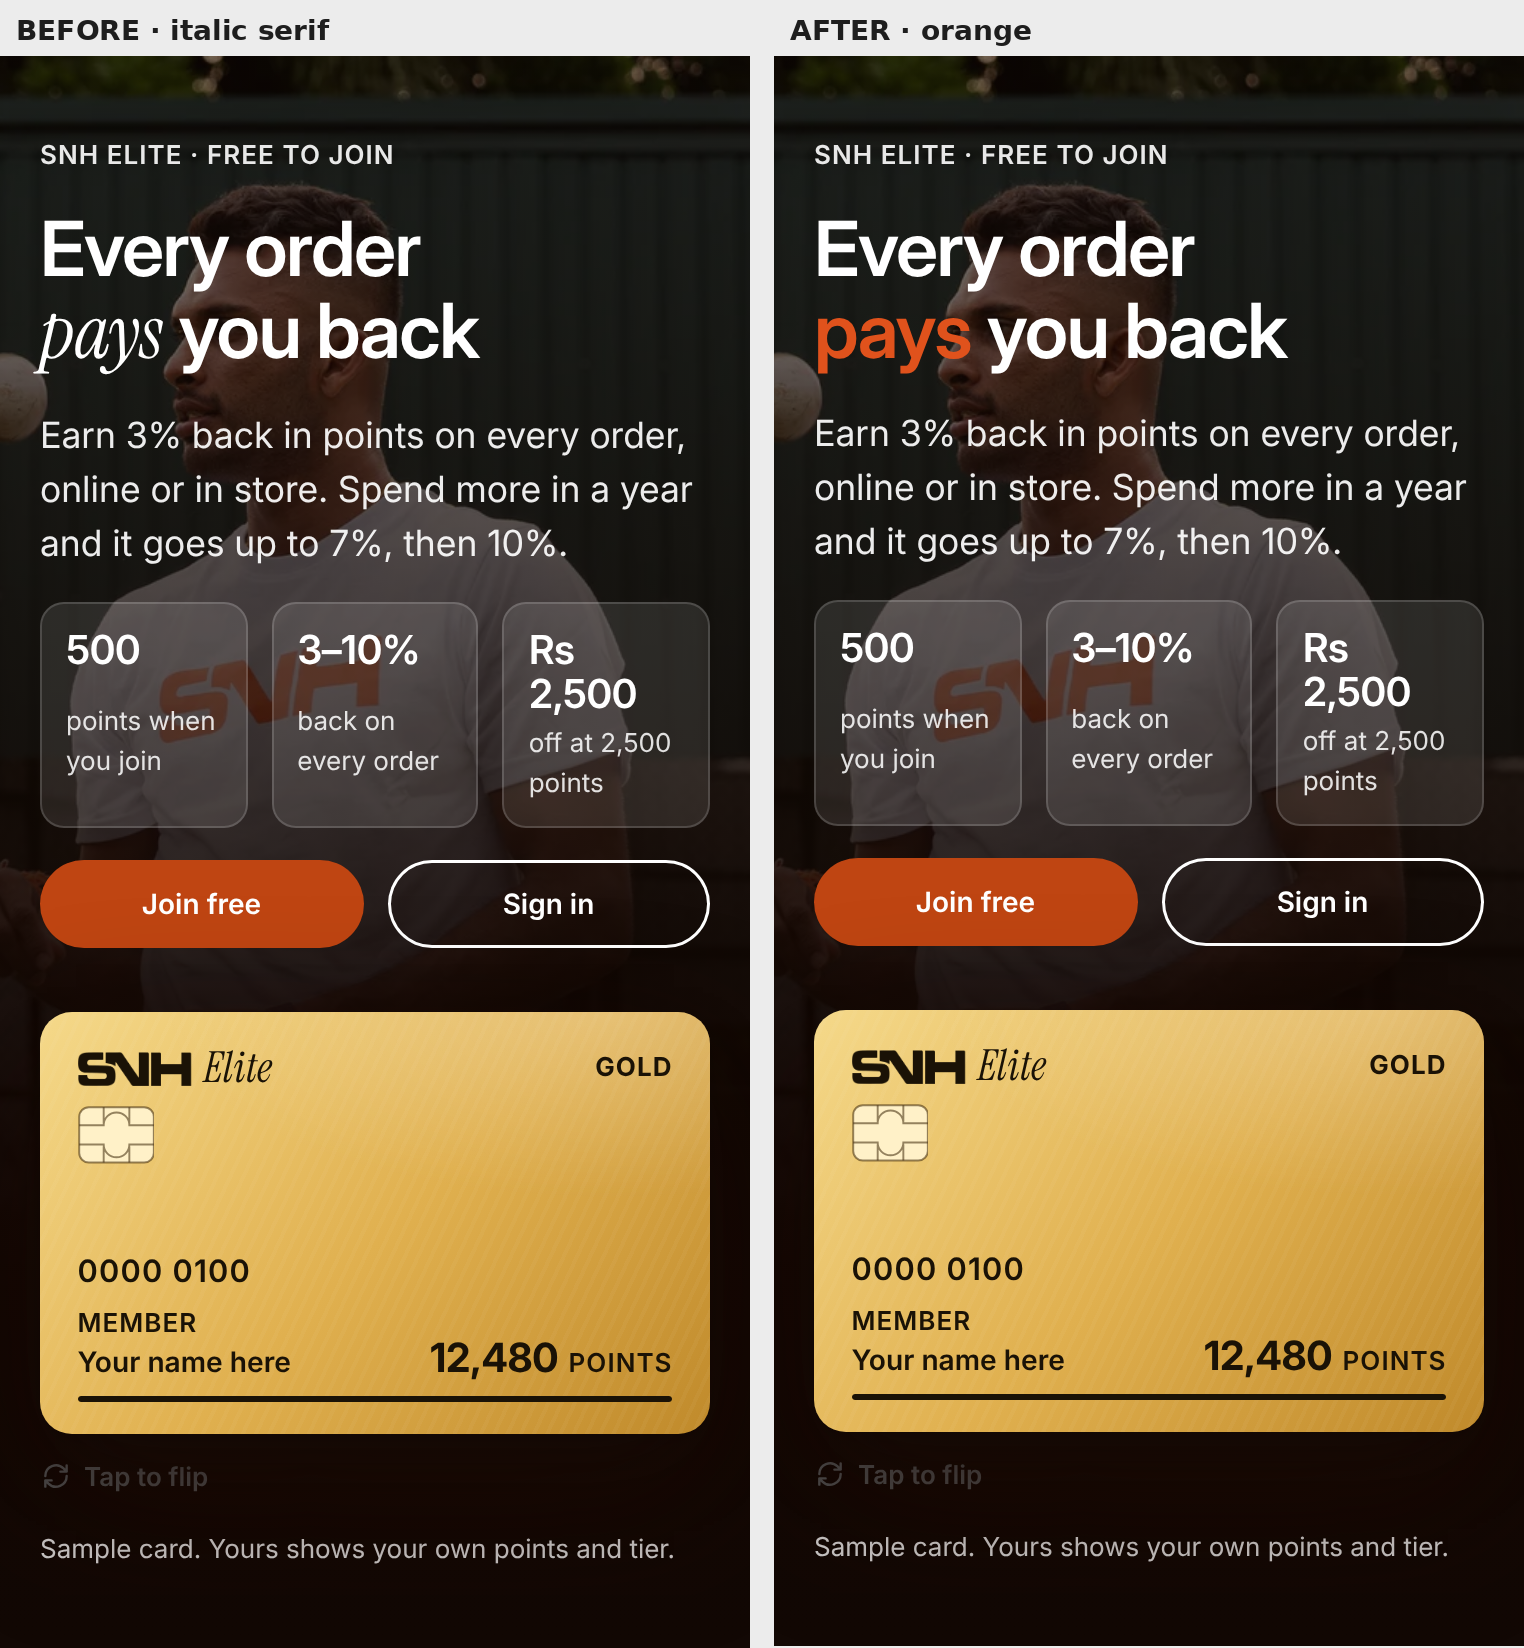 BEFORE · italic serif
SNH ELITE · FREE TO JOIN
Every order
pays you back
Earn 3% back in points on every order,
online or in store. Spend more in a year
and it goes up to 7%, then 10%.
SNH
500
points when
you join
3–10%
back on
every order
Rs
2,500
off at 2,500
points
Join free
Sign in
SNH Elite
GOLD
0000 0100
MEMBER
Your name here
12,480 POINTS
Tap to flip
Sample card. Yours shows your own points and tier.
AFTER · orange
SNH ELITE · FREE TO JOIN
Every order
pays you back
Earn 3% back in points on every order,
online or in store. Spend more in a year
and it goes up to 7%, then 10%.
SNH
500
points when
you join
3–10%
back on
every order
Rs
2,500
off at 2,500
points
Join free
Sign in
SNH Elite
GOLD
0000 0100
MEMBER
Your name here
12,480 POINTS
Tap to flip
Sample card. Yours shows your own points and tier.